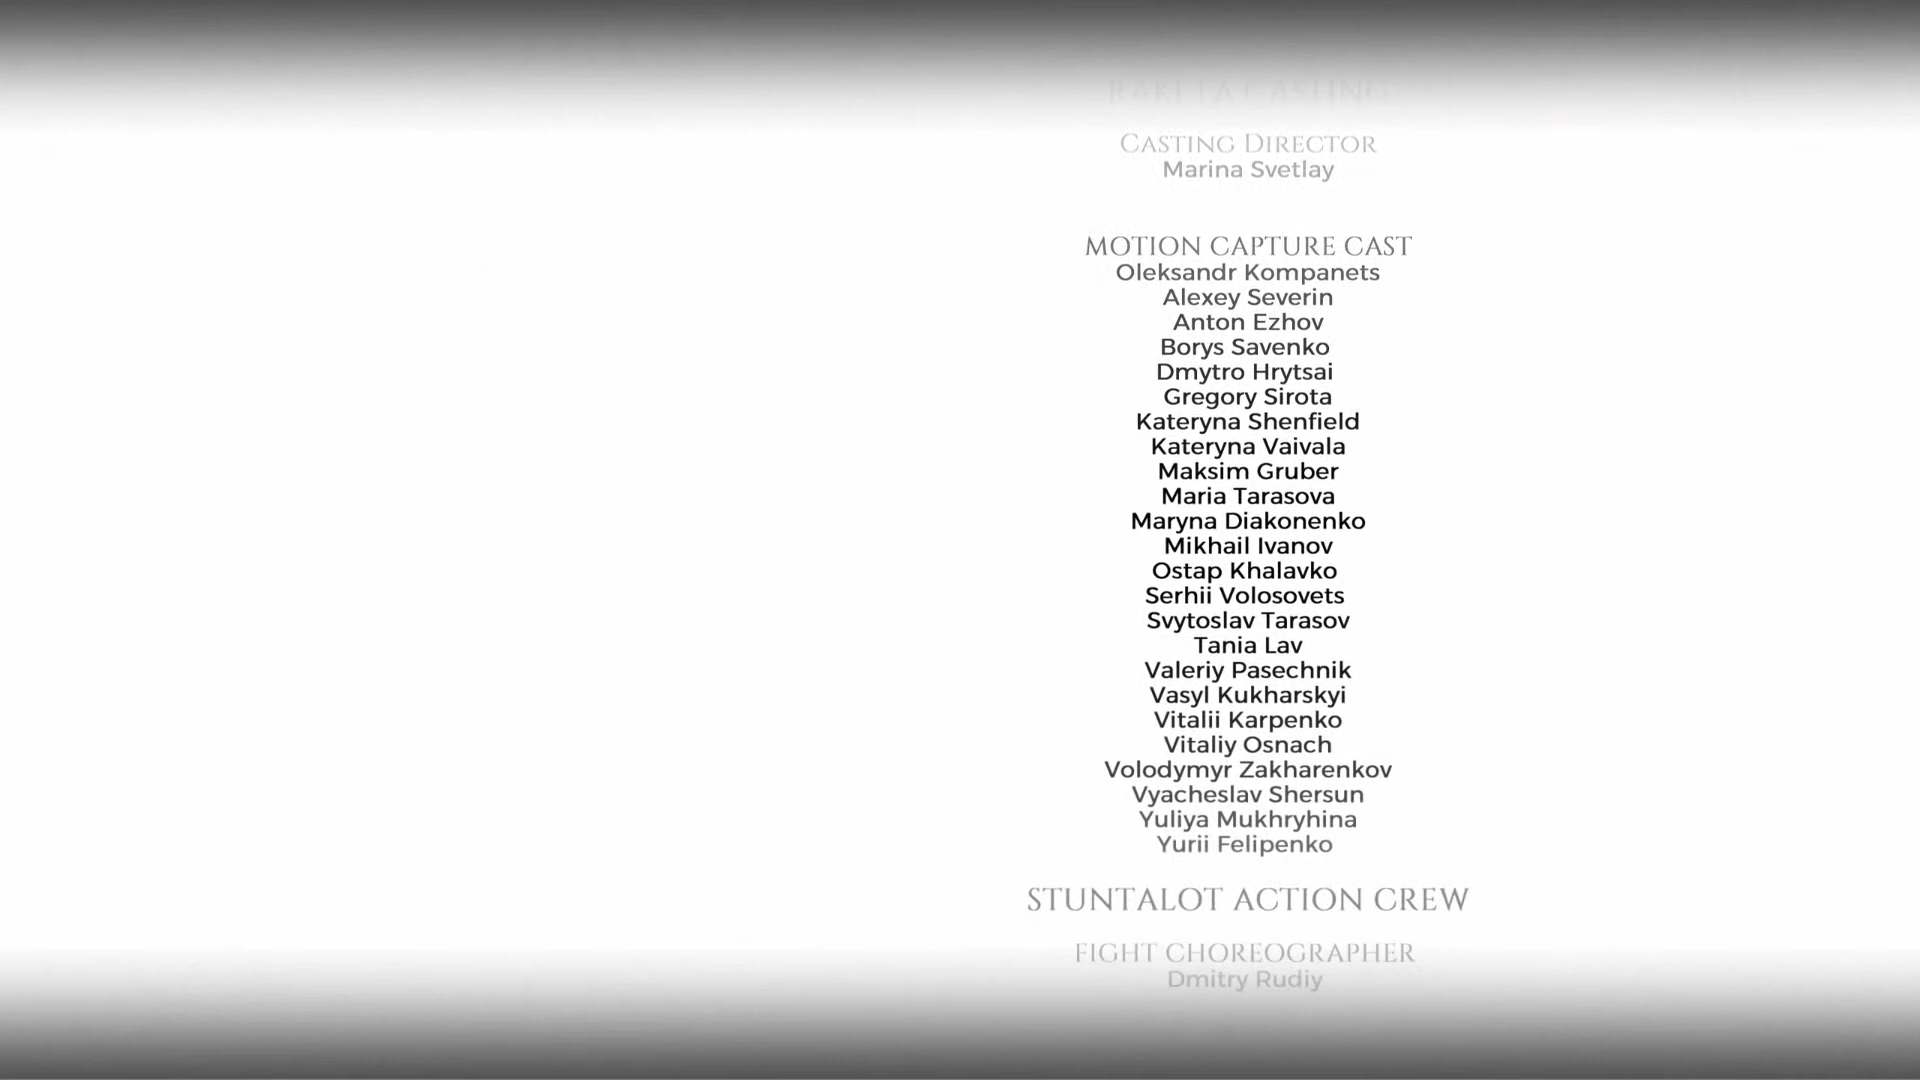 RAKETA CASTING
Casting Director
Marina Svetlay
MOTION CAPTURE CAST
Oleksandr Kompanets
Alexey Severin
Anton Ezhov
Borys Savenko
Dmytro Hrytsai
Gregory Sirota
Kateryna Shenfield
Kateryna Vaivala
Maksim Gruber
Maria Tarasova
Maryna Diakonenko
Mikhail Ivanov
Ostap Khalavko
Serhii Volosovets
Svytoslav Tarasov
Tania Lav
Valeriy Pasechnik
Vasyl Kukharskyi
Vitalii Karpenko
Vitaliy Osnach
Volodymyr Zakharenkov
Vyacheslav Shersun
Yuliya Mukhryhina
Yurii Felipenko
STUNTALOT ACTION CREW
FIGHT CHOREOGRAPHER
Dmitry Rudiy